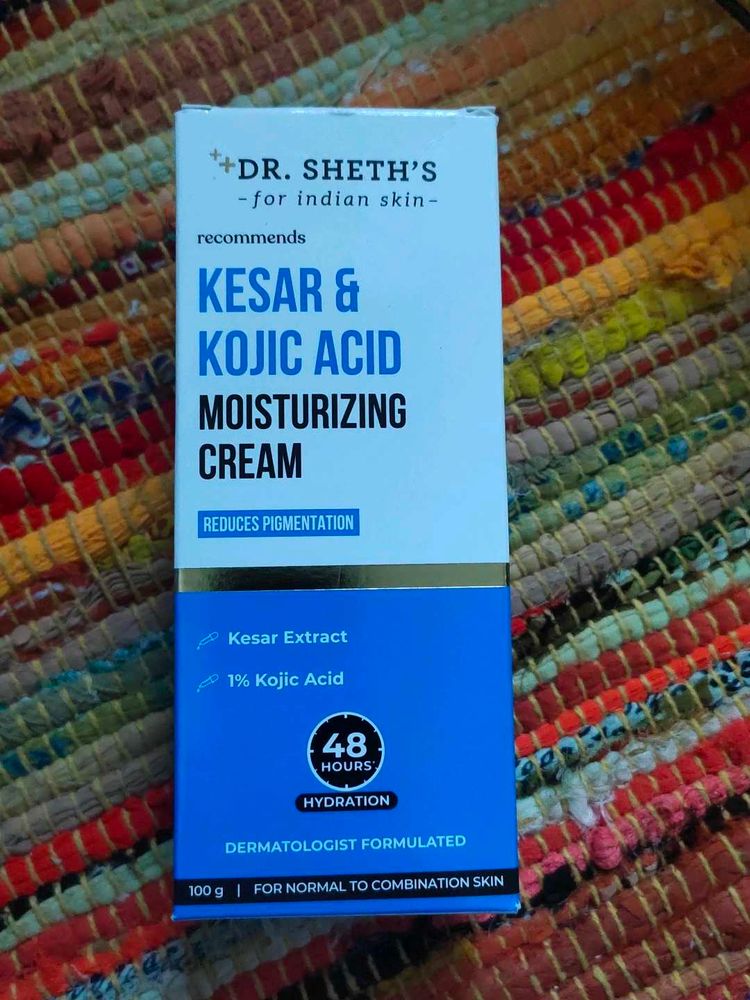 DR. SHETH'S
-for indian skin-
recommends
KESAR &
KOJIC ACID
MOISTURIZING
CREAM
REDUCES PIGMENTATION
Kesar Extract
1% Kojic Acid
48
HOURS*
HYDRATION
DERMATOLOGIST FORMULATED
100 g | FOR NORMAL TO COMBINATION SKIN